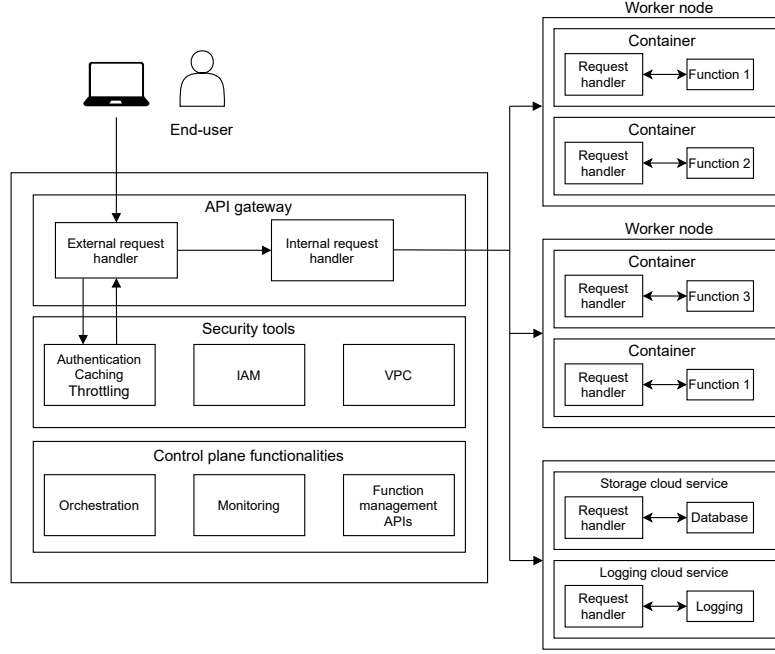 End-user
API gateway
External request
handler
Internal request
handler
Security tools
Authentication
Caching
Throttling
IAM
VPC
Control plane functionalities
Orchestration
Monitoring
Function
management
APIs
Worker node
Container
Request
handler
Function 1
Container
Request
handler
Function 2
Worker node
Container
Request
handler
Function 3
Container
Request
handler
Function 1
Storage cloud service
Request
handler
Database
Logging cloud service
Request
handler
Logging